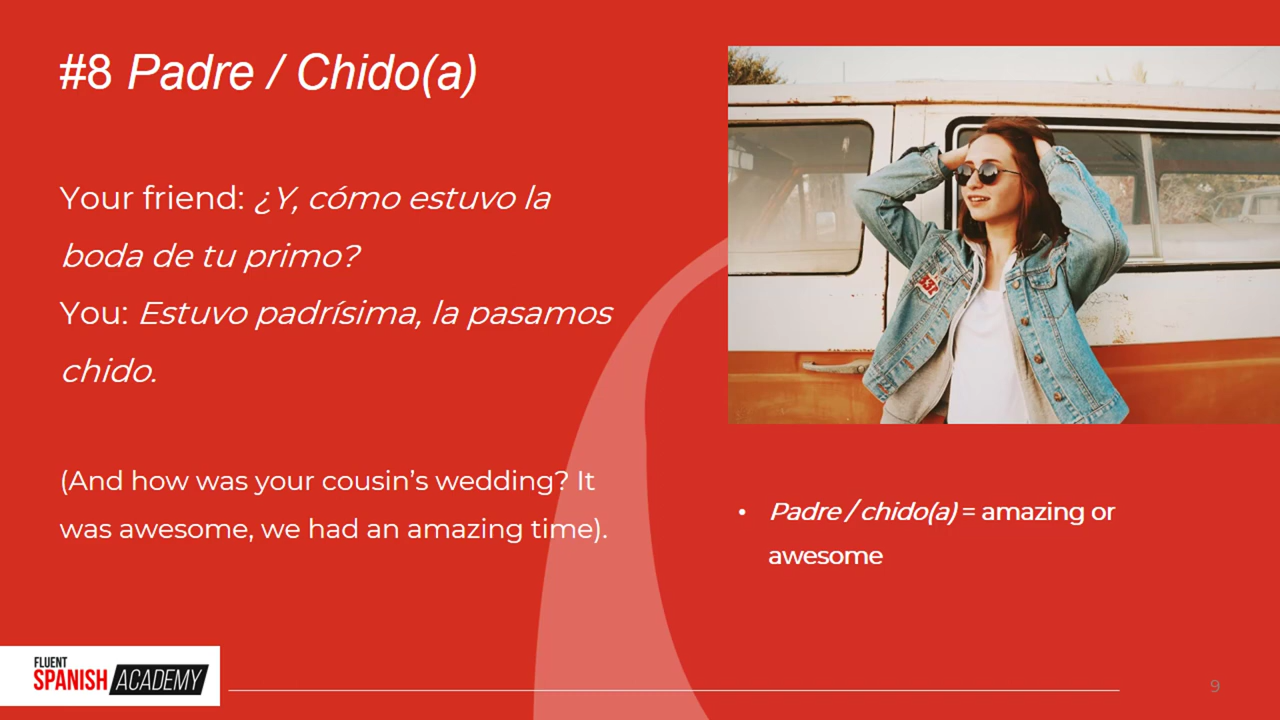 #8 Padre / Chido(a)
Your friend: ¿Y, cómo estuvo la
boda de tu primo?
You: Estuvo padrísima, la pasamos
chido.
(And how was your cousin’s wedding? It
was awesome, we had an amazing time).
• Padre / chido(a) = amazing or
awesome
FLUENT
SPANISH ACADEMY
9